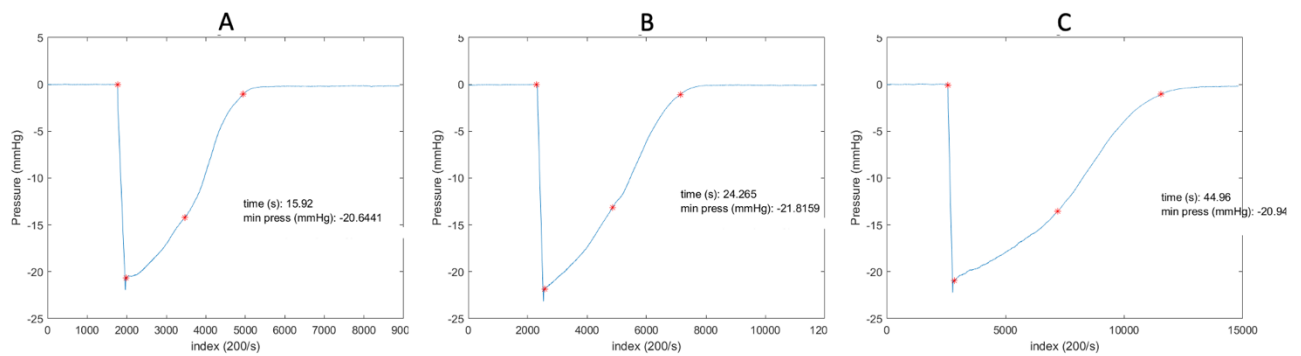 A
5
0
-5
-10
-15
-20
-25
Pressure (mmHg)
time (s): 15.92
min press (mmHg): -20.6441
0 1000 2000 3000 4000 5000 6000 7000 8000 900
index (200/s)
B
5
0
-5
-10
-15
-20
-25
Pressure (mmHg)
time (s): 24.265
min press (mmHg): -21.8159
0 2000 4000 6000 8000 10000 120
index (200/s)
C
5
0
-5
-10
-15
-20
-25
Pressure (mmHg)
time (s): 44.96
min press (mmHg): -20.94
0 5000 10000 15000
index (200/s)